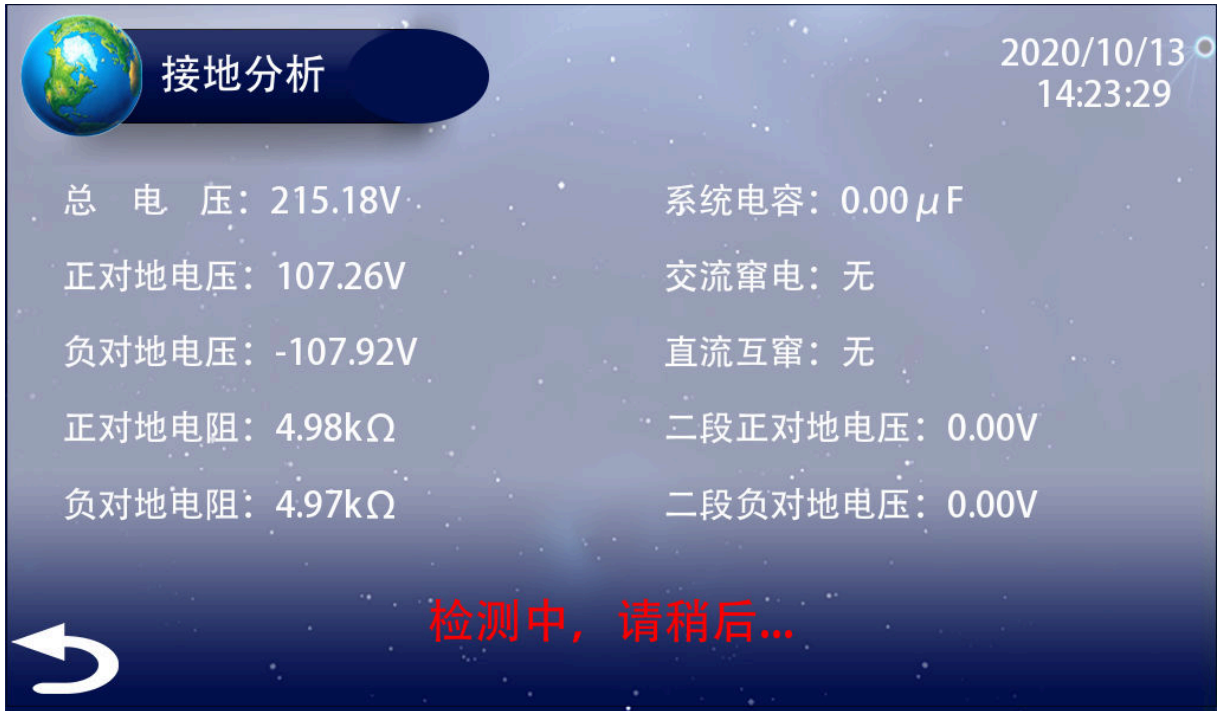 接地分析
2020/10/13
14:23:29
总 电 压：215.18V
系统电容：0.00μF
正对地电压：107.26V
交流窜电：无
负对地电压：-107.92V
直流互窜：无
正对地电阻：4.98kΩ
二段正对地电压：0.00V
负对地电阻：4.97kΩ
二段负对地电压：0.00V
检测中，请稍后...